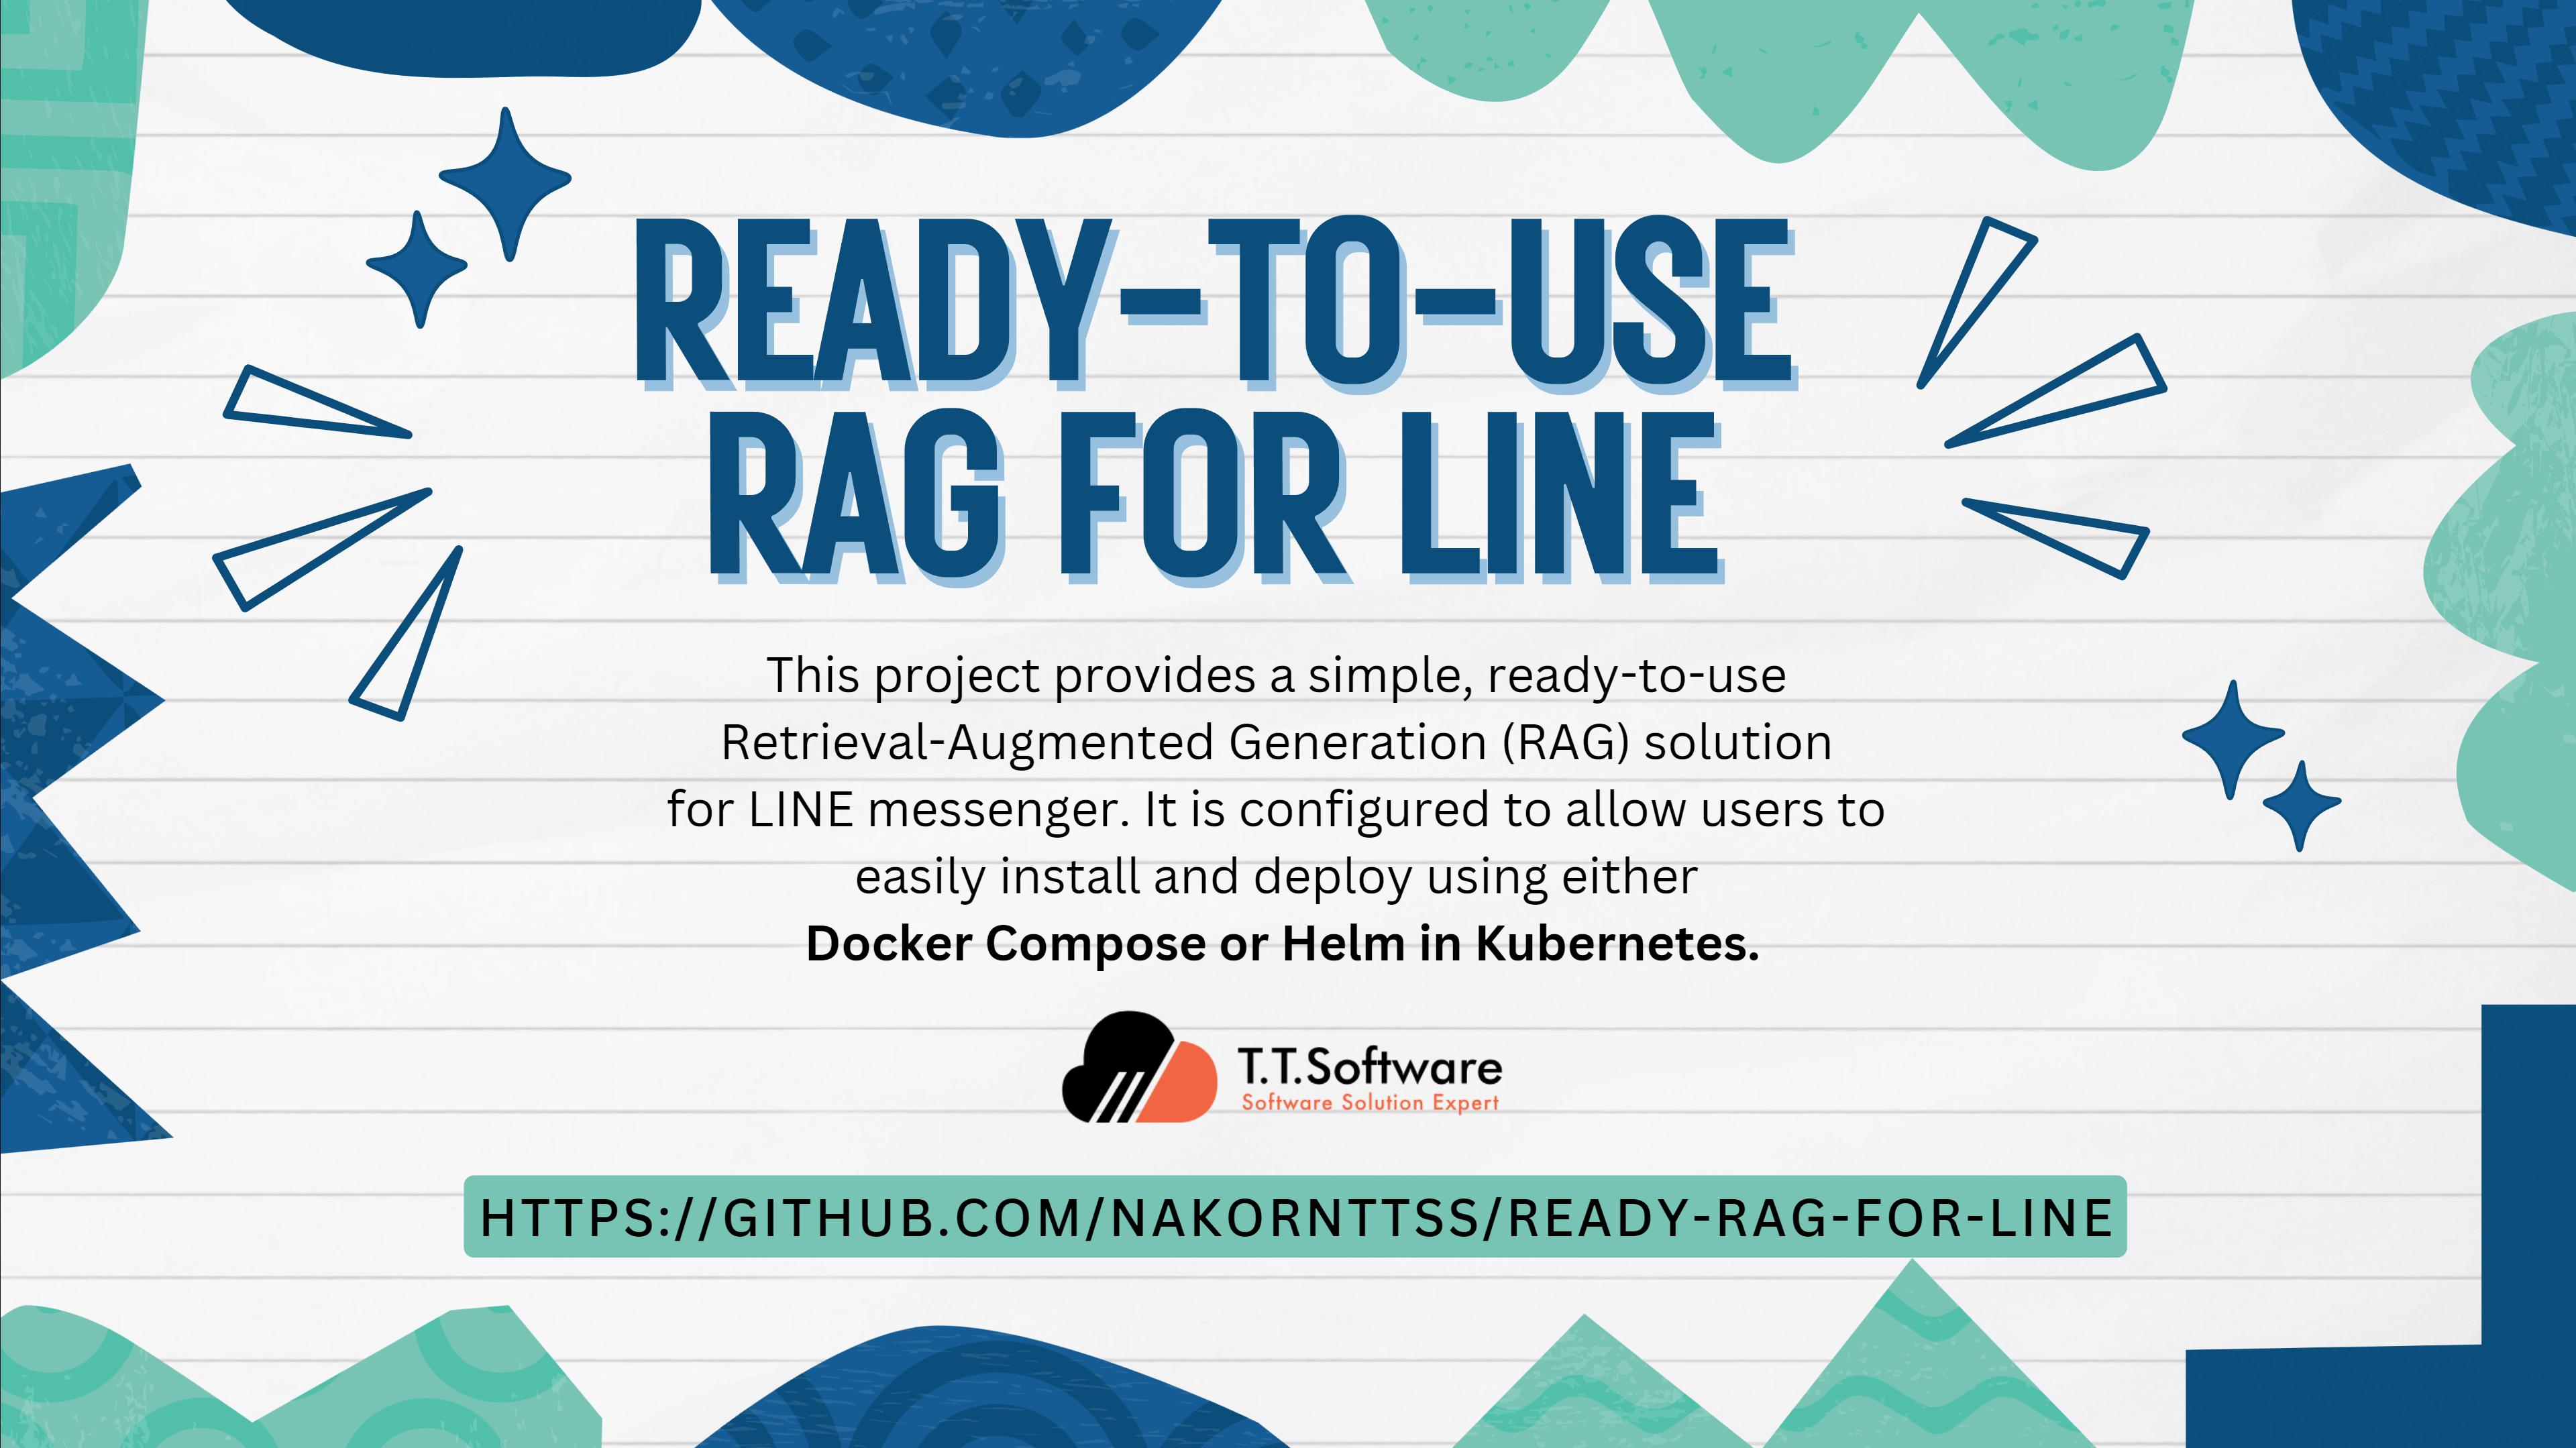 READY-TO-USE
RAG FOR LINE
This project provides a simple, ready-to-use
Retrieval-Augmented Generation (RAG) solution
for LINE messenger. It is configured to allow users to
easily install and deploy using either
Docker Compose or Helm in Kubernetes.
T.T.Software
Software Solution Expert
HTTPS://GITHUB.COM/NAKORNTTSS/READY-RAG-FOR-LINE